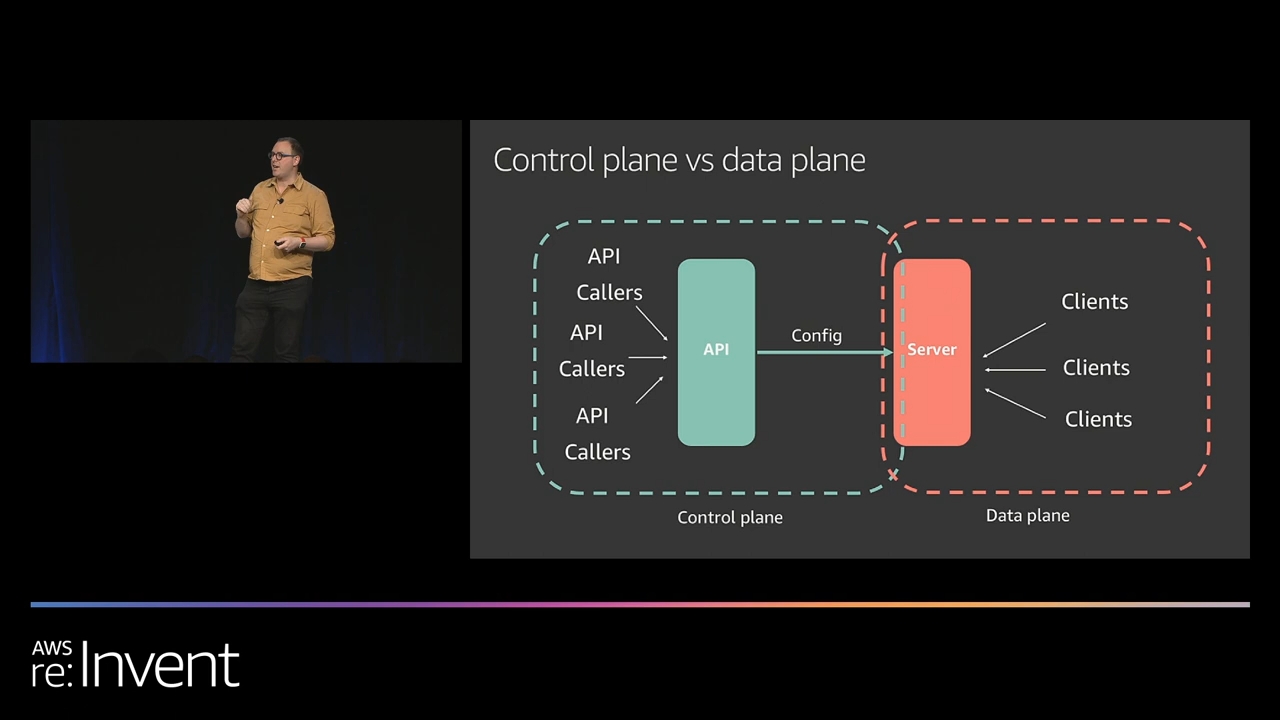 Control plane vs data plane
API
Callers
API
Callers
API
Callers
API
Config
Server
Clients
Clients
Clients
Control plane
Data plane
AWS
re:Invent